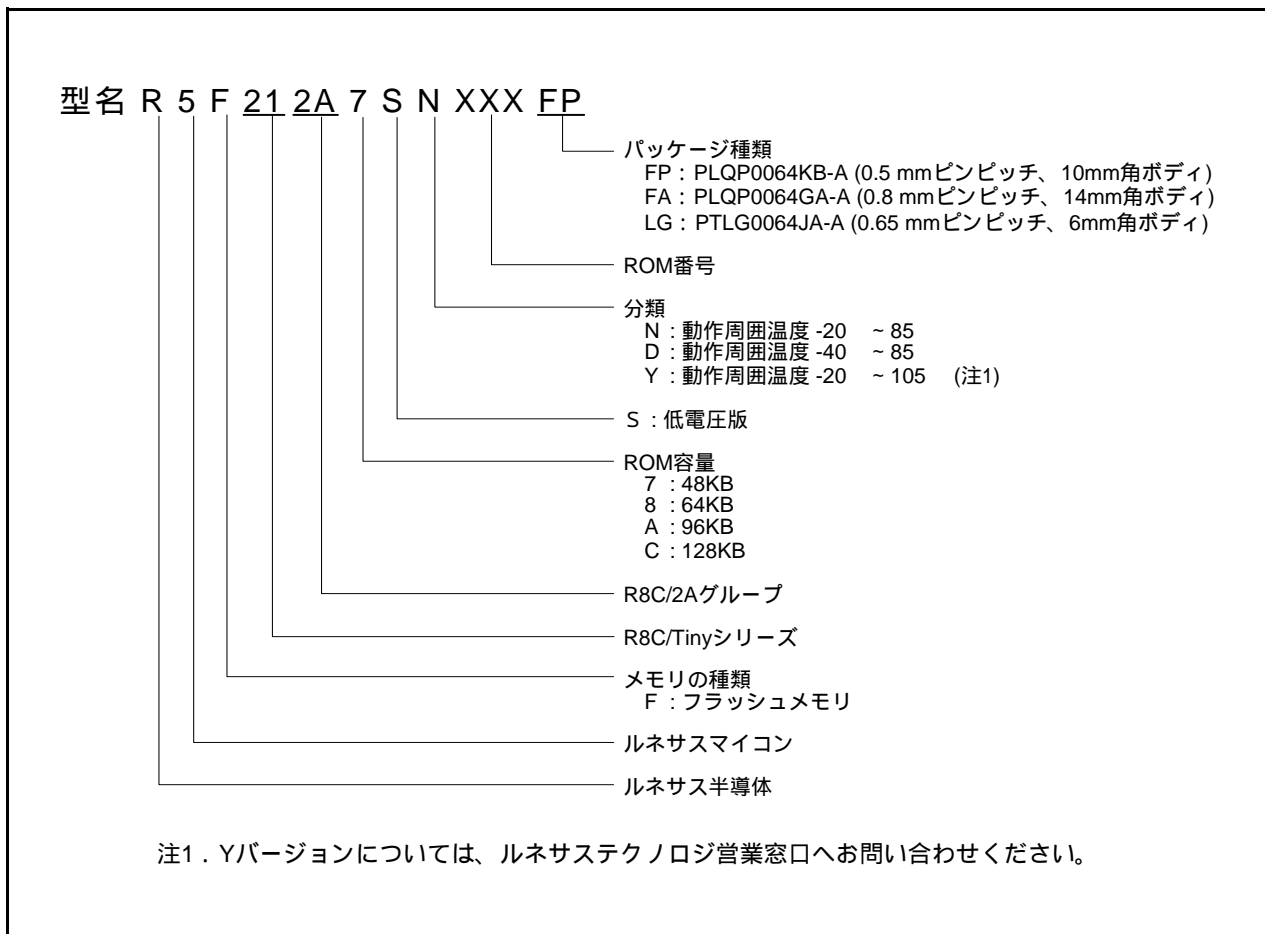 型名 R 5 F 21 2A 7 S N XXX FP
パッケージ種類
FP : PLQP0064KB-A (0.5 mmピンピッチ、10mm角ボディ)
FA : PLQP0064GA-A (0.8 mmピンピッチ、14mm角ボディ)
LG : PTLG0064JA-A (0.65 mmピンピッチ、6mm角ボディ)
ROM番号
分類
N : 動作周囲温度 -20 ~ 85
D : 動作周囲温度 -40 ~ 85
Y : 動作周囲温度 -20 ~ 105 (注1)
S : 低電圧版
ROM容量
7 : 48KB
8 : 64KB
A : 96KB
C : 128KB
R8C/2Aグループ
R8C/Tinyシリーズ
メモリの種類
F : フラッシュメモリ
ルネサスマイコン
ルネサス半導体
注1 . Yバージョンについては、ルネサステクノロジ営業窓口へお問い合わせください。